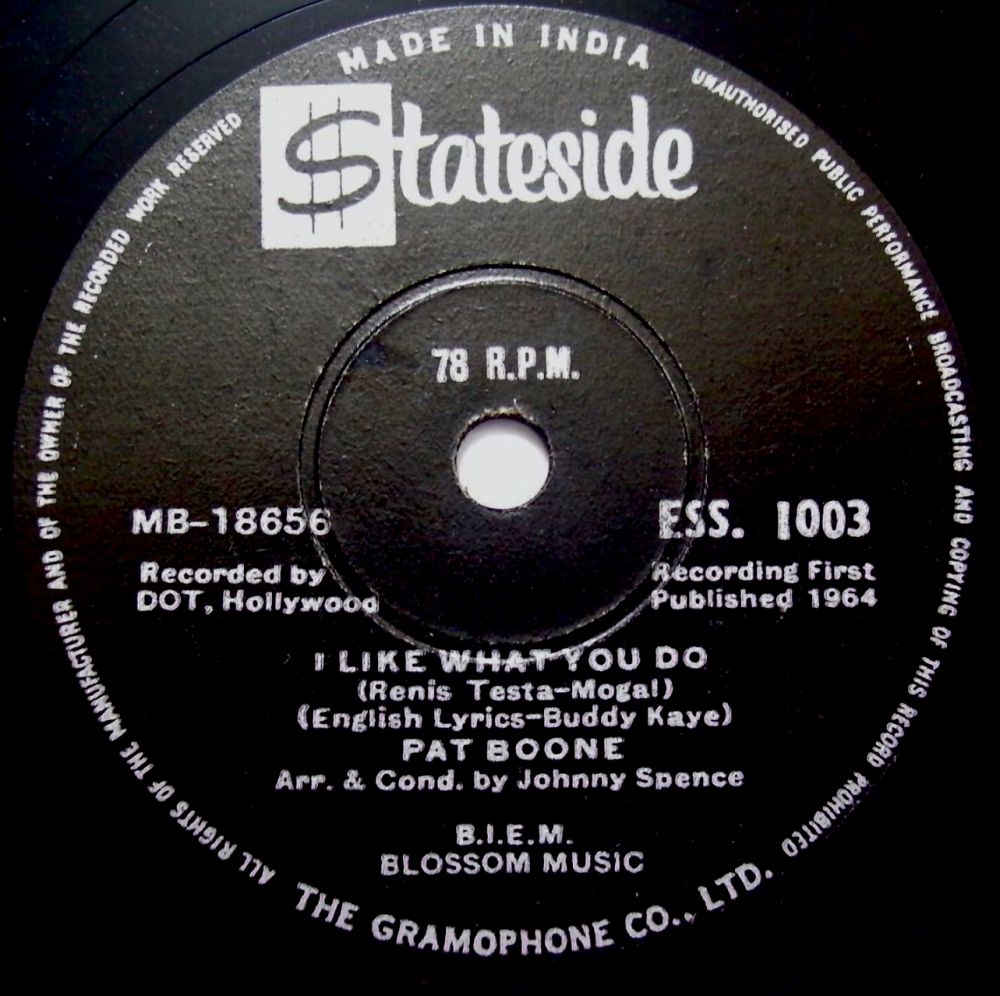 MADE IN INDIA
$tateside
78 R.P.M.
MB-18656
ESS. 1003
Recorded by
DOT, Hollywood
Recording First
Published 1964
I LIKE WHAT YOU DO
(Renis Testa-Mogal)
(English Lyrics-Buddy Kaye)
PAT BOONE
Arr. & Cond. by Johnny Spence
B.I.E.M.
BLOSSOM MUSIC
THE GRAMOPHONE CO., LTD.
ALL RIGHTS OF THE MANUFACTURER AND OF THE OWNER OF THE RECORDED WORK RESERVED
UNAUTHORISED PUBLIC PERFORMANCE BROADCASTING AND COPYING OF THIS RECORD PROHIBITED